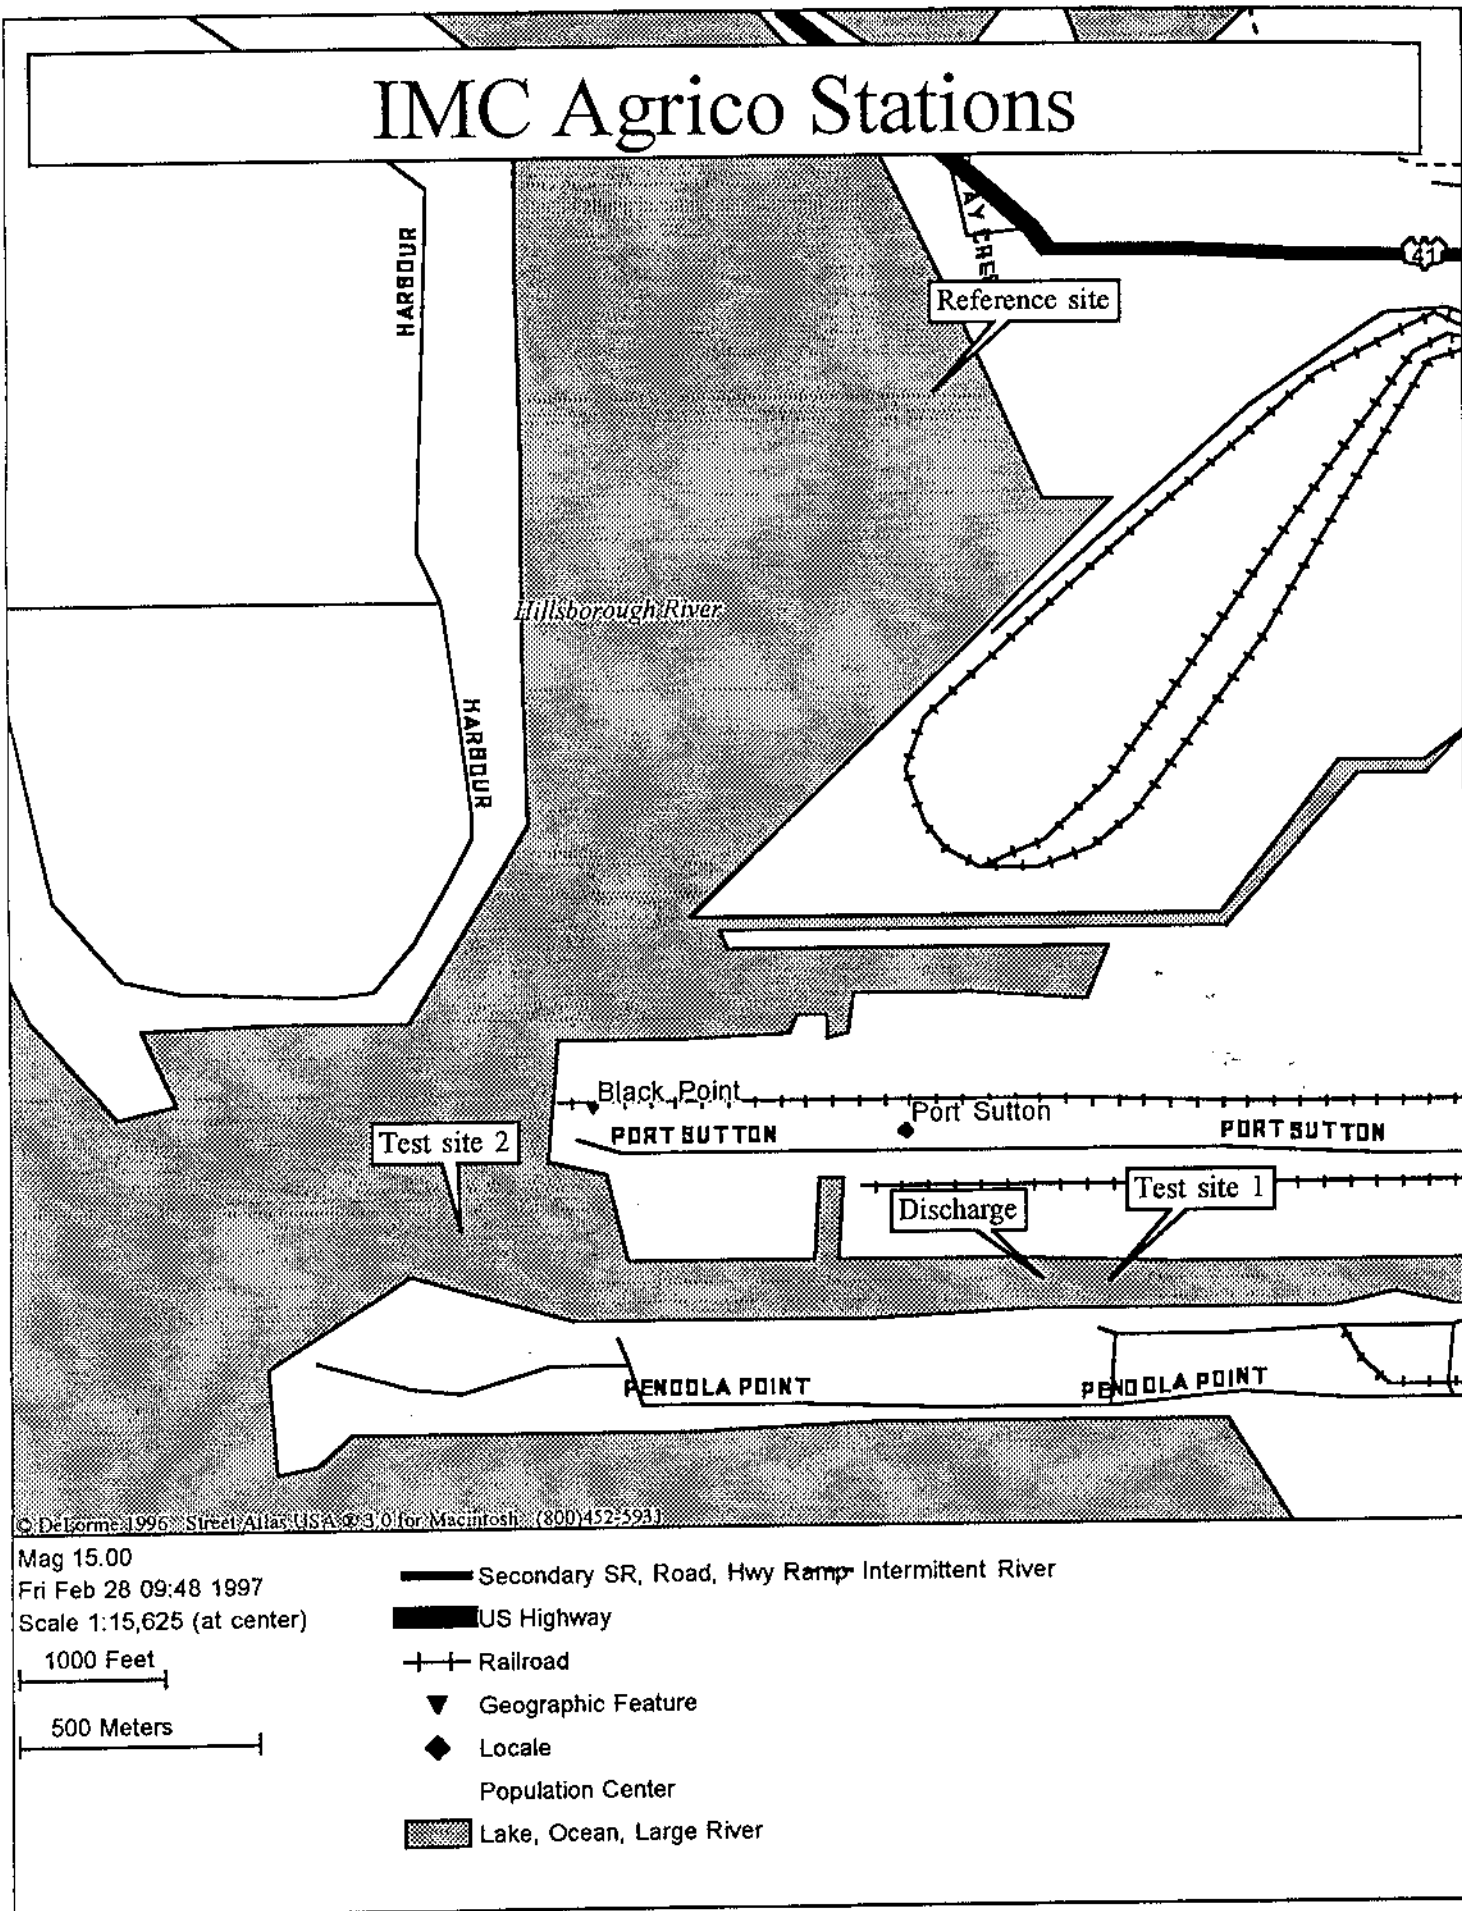 IMC Agrico Stations
HARBOUR
AY CREE
41
Reference site
Hillsborough River
HARBOUR
Black Point
Port Sutton
PORT SUTTON
PORT SUTTON
Test site 2
Test site 1
Discharge
PENDOLA POINT
PENDOLA POINT
© DeLorme 1996 Street Atlas USA ® 3.0 for Macintosh (800)452-5931
Mag 15.00
Fri Feb 28 09:48 1997
Scale 1:15,625 (at center)
1000 Feet
500 Meters
Secondary SR, Road, Hwy Ramp Intermittent River
US Highway
Railroad
Geographic Feature
Locale
Population Center
Lake, Ocean, Large River